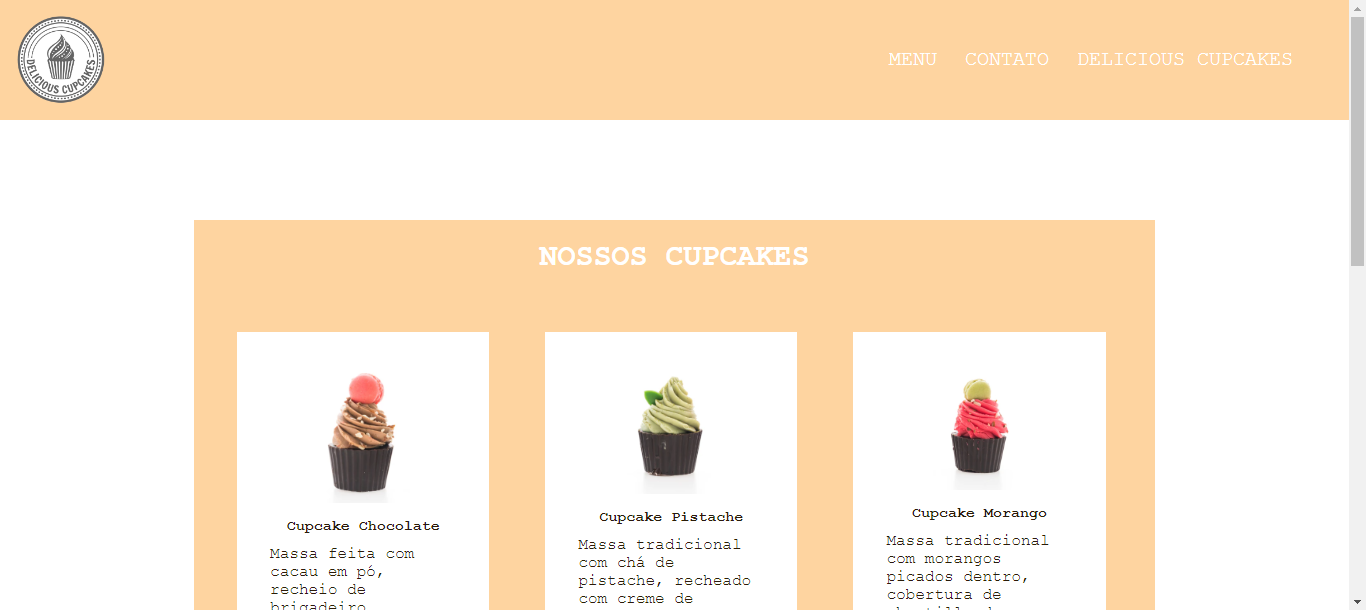 DELICIOUS CUPCAKES
MENU CONTATO DELICIOUS CUPCAKES
NOSSOS CUPCAKES
Cupcake Chocolate
Massa feita com
cacau em pó,
recheio de
brigadeiro
Cupcake Pistache
Massa tradicional
com chá de
pistache, recheado
com creme de
Cupcake Morango
Massa tradicional
com morangos
picados dentro,
cobertura de